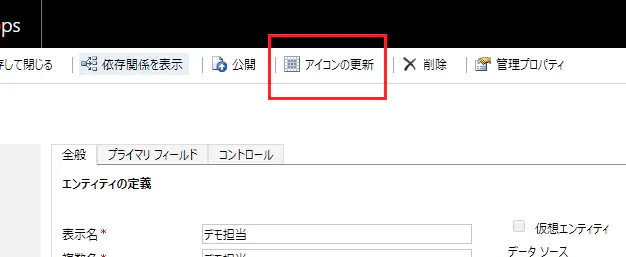 ps
存して閉じる 依存関係を表示 公開 アイコンの更新 削除 管理プロパティ
全般 プライマリ フィールド コントロール
エンティティの定義
表示名* デモ担当
仮想エンティティ
複数名* デモ担当
データ ソース